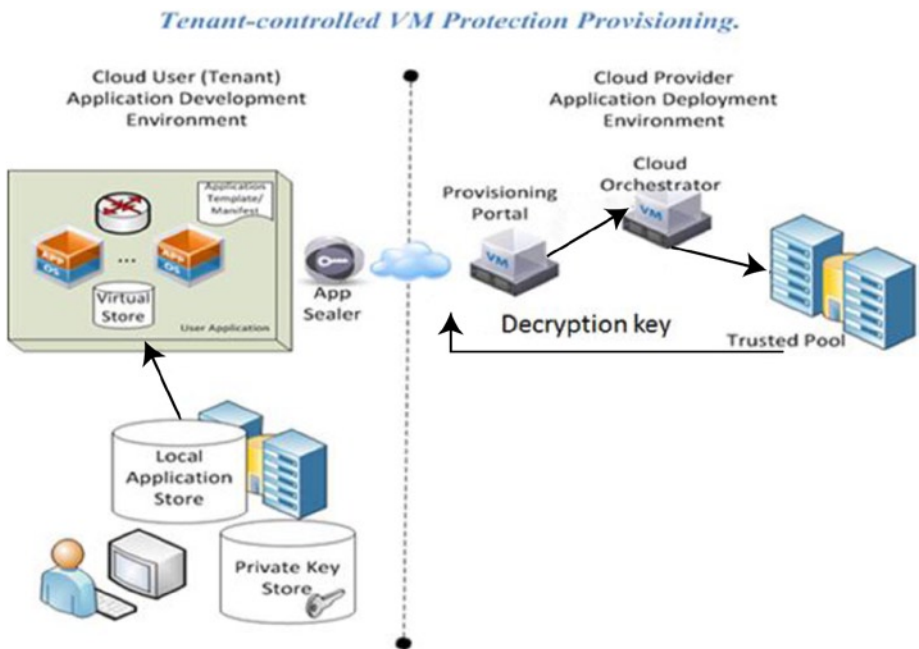 Tenant-controlled VM Protection Provisioning.
Cloud User (Tenant)
Application Development
Environment
Cloud Provider
Application Deployment
Environment
Application
Template/
Manifest
APP
OS
...
APP
OS
Virtual
Store
User Application
App
Sealer
Provisioning
Portal
VM
Cloud
Orchestrator
VM
Decryption key
Trusted Pool
Local
Application
Store
Private Key
Store